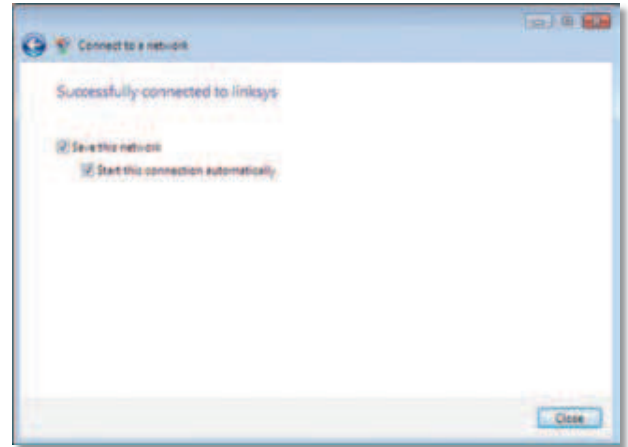 Connect to a network
Successfully connected to linksys
Save this network
Start this connection automatically
Close